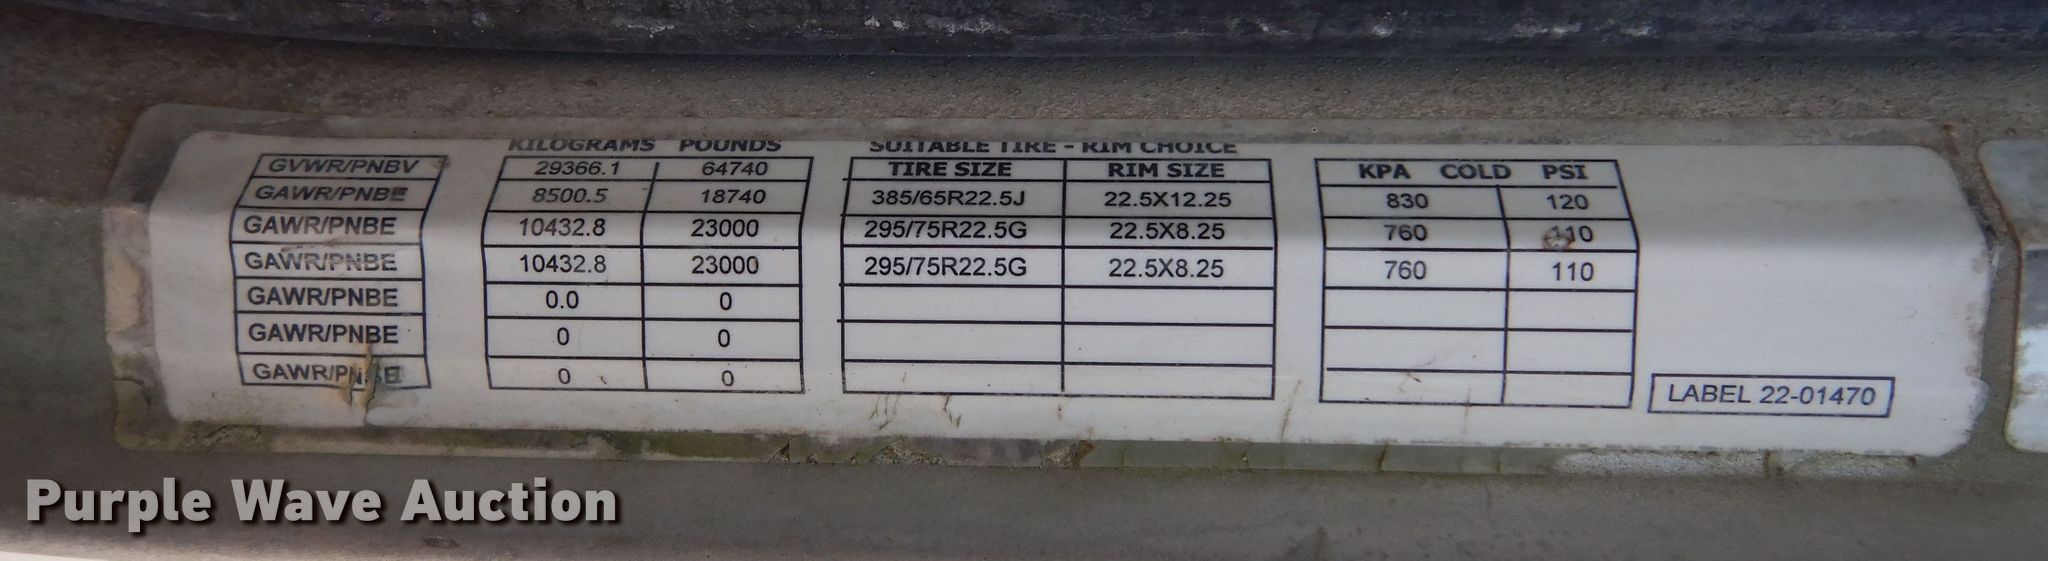 KILOGRAMS POUNDS SUITABLE TIRE - RIM CHOICE
GVWR/PNBV 29366.1 64740 TIRE SIZE RIM SIZE KPA COLD PSI
GAWR/PNBE 8500.5 18740 385/65R22.5J 22.5X12.25 830 120
GAWR/PNBE 10432.8 23000 295/75R22.5G 22.5X8.25 760 110
GAWR/PNBE 10432.8 23000 295/75R22.5G 22.5X8.25 760 110
GAWR/PNBE 0.0 0
GAWR/PNBE 0 0
GAWR/PNBE 0 0
LABEL 22-01470
Purple Wave Auction